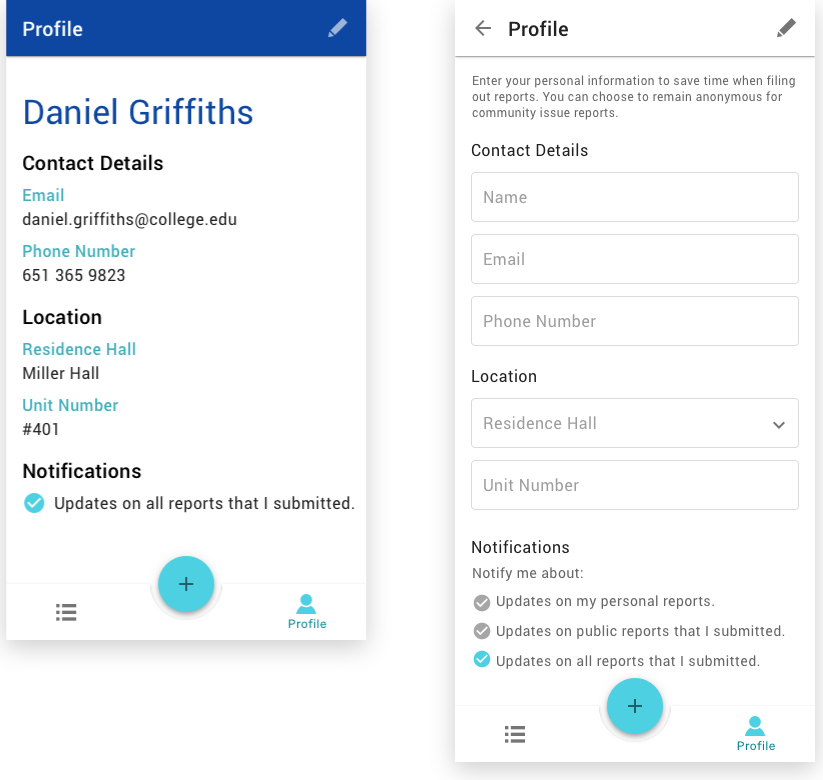 Profile
Daniel Griffiths
Contact Details
Email
daniel.griffiths@college.edu
Phone Number
651 365 9823
Location
Residence Hall
Miller Hall
Unit Number
#401
Notifications
Updates on all reports that I submitted.
+
Profile
Profile
Enter your personal information to save time when filing
out reports. You can choose to remain anonymous for
community issue reports.
Contact Details
Name
Email
Phone Number
Location
Residence Hall
Unit Number
Notifications
Notify me about:
Updates on my personal reports.
Updates on public reports that I submitted.
Updates on all reports that I submitted.
+
Profile